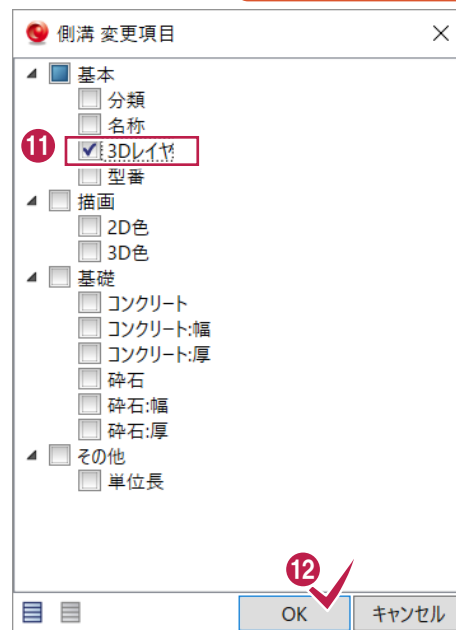 側溝 変更項目
基本
分類
名称
⑪ 3Dレイヤ
型番
描画
2D色
3D色
基礎
コンクリート
コンクリート:幅
コンクリート:厚
砕石
砕石:幅
砕石:厚
その他
単位長
⑫
OK キャンセル